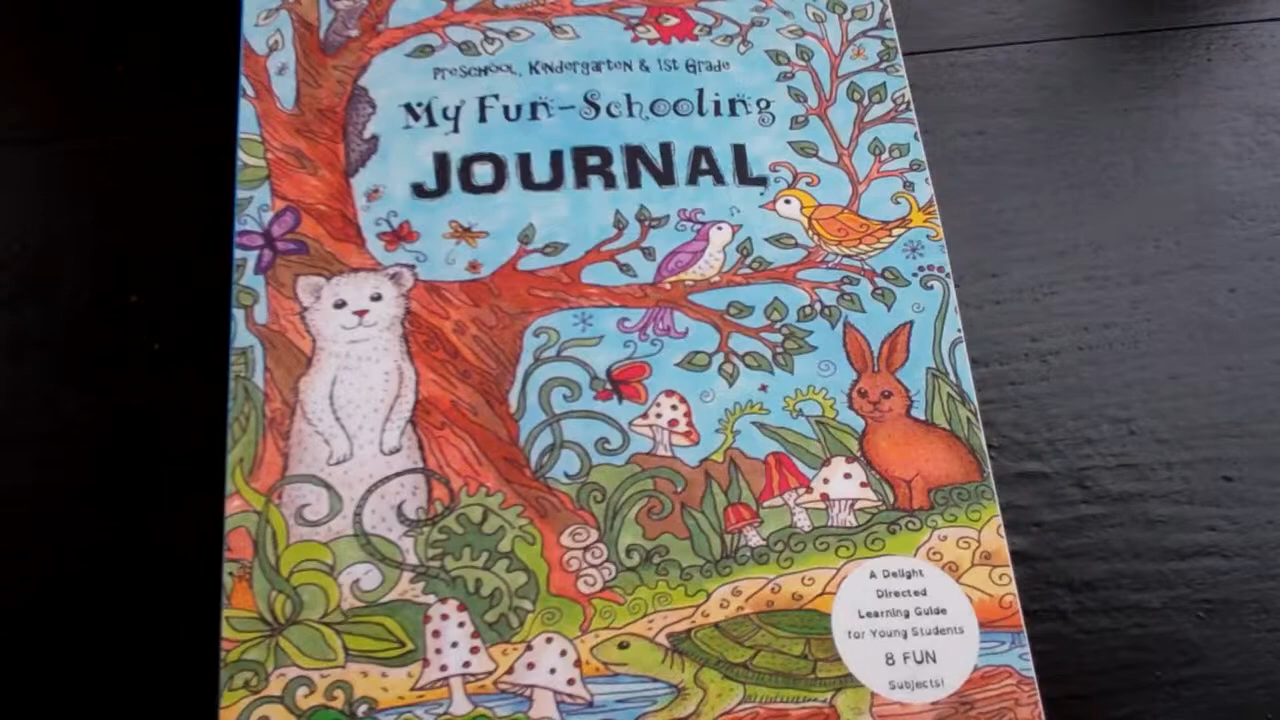 PreSCHOOL, KiNdergarteN & 1St Grade
My Fun-Schooling
JOURNAL
A Delight
Directed
Learning Guide
for Young Students
8 FUN
Subjects!